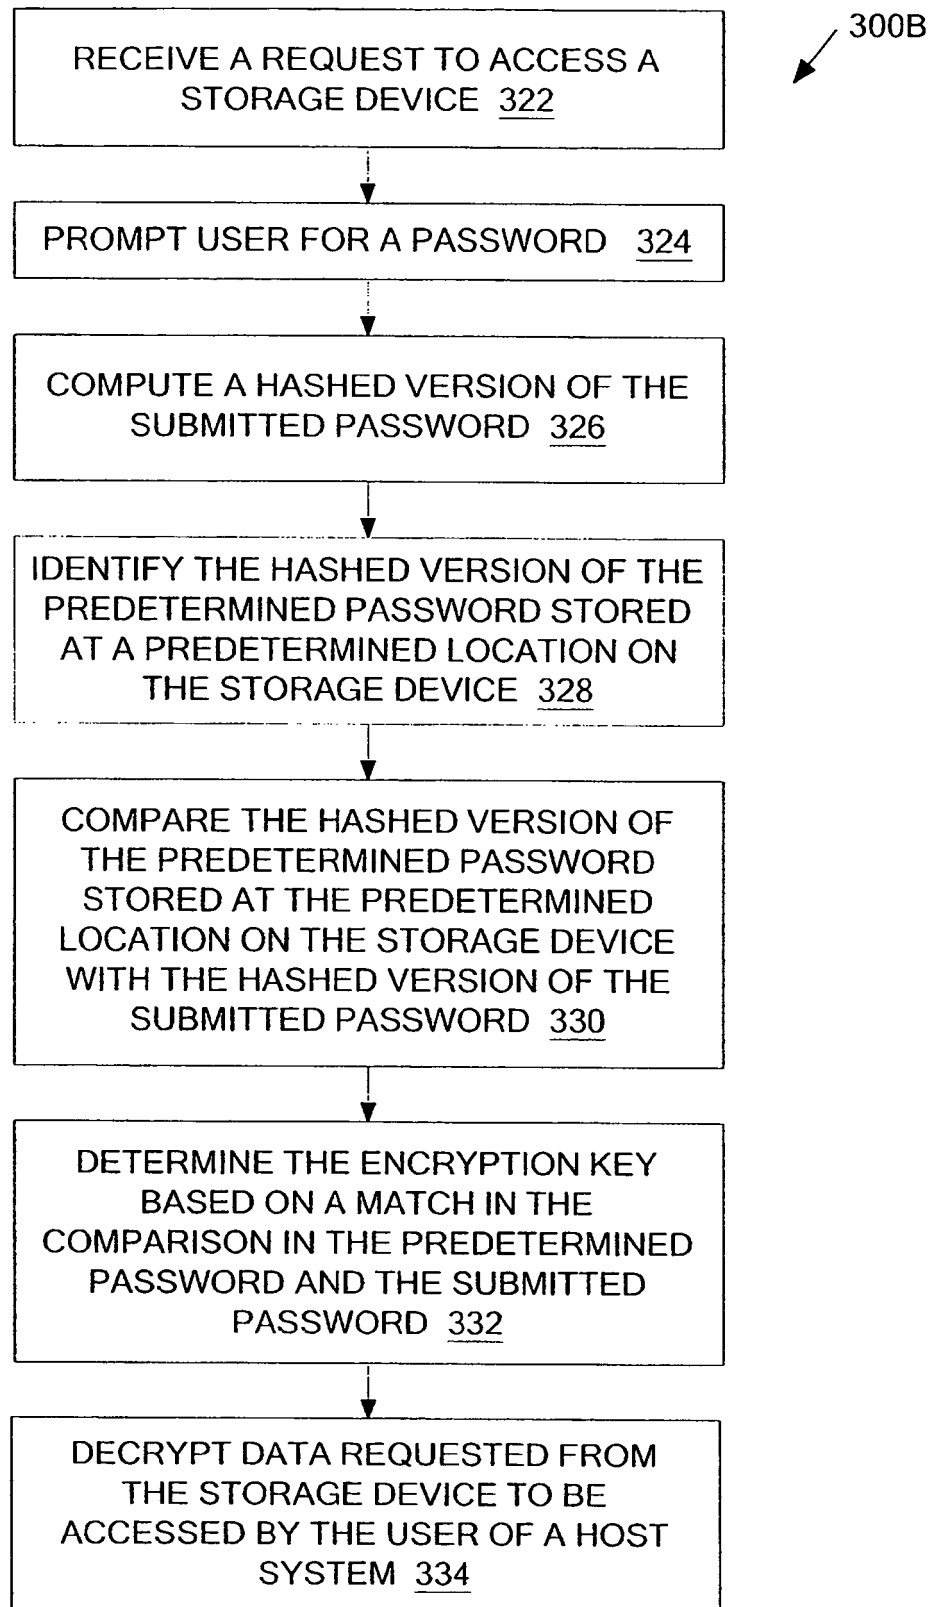 300B
RECEIVE A REQUEST TO ACCESS A
STORAGE DEVICE 322
PROMPT USER FOR A PASSWORD 324
COMPUTE A HASHED VERSION OF THE
SUBMITTED PASSWORD 326
IDENTIFY THE HASHED VERSION OF THE
PREDETERMINED PASSWORD STORED
AT A PREDETERMINED LOCATION ON
THE STORAGE DEVICE 328
COMPARE THE HASHED VERSION OF
THE PREDETERMINED PASSWORD
STORED AT THE PREDETERMINED
LOCATION ON THE STORAGE DEVICE
WITH THE HASHED VERSION OF THE
SUBMITTED PASSWORD 330
DETERMINE THE ENCRYPTION KEY
BASED ON A MATCH IN THE
COMPARISON IN THE PREDETERMINED
PASSWORD AND THE SUBMITTED
PASSWORD 332
DECRYPT DATA REQUESTED FROM
THE STORAGE DEVICE TO BE
ACCESSED BY THE USER OF A HOST
SYSTEM 334